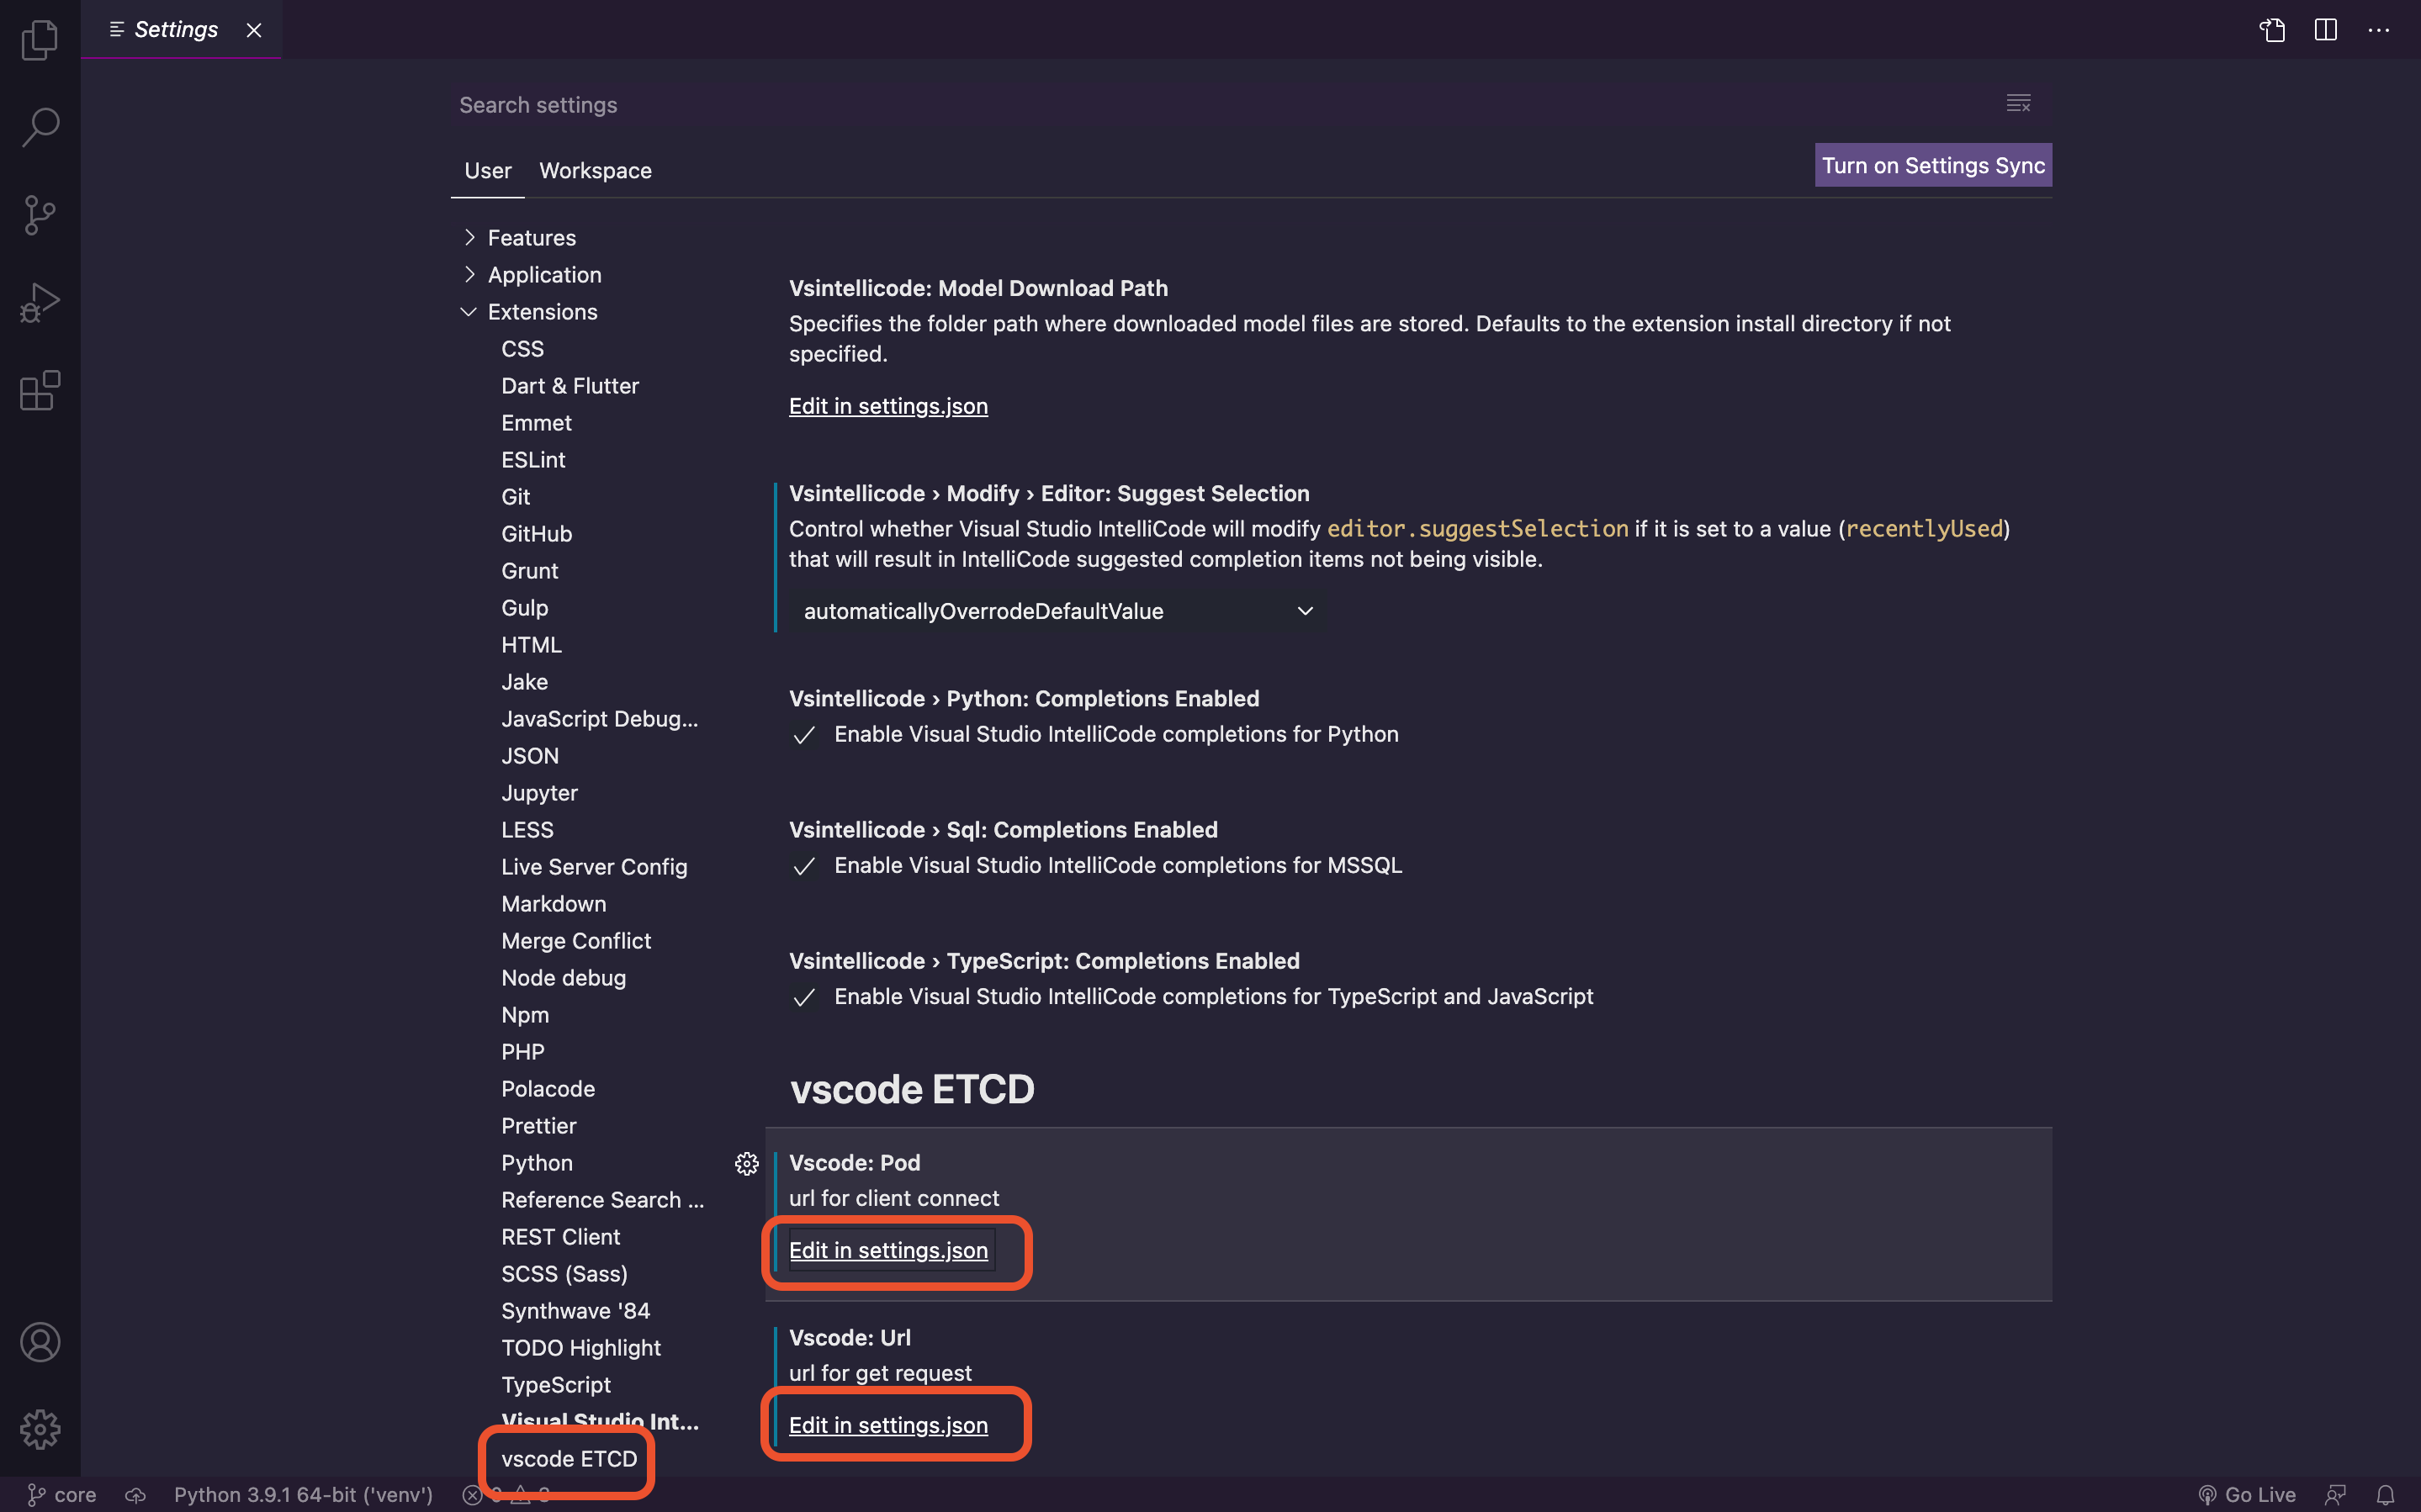 Settings
Search settings
User Workspace
Turn on Settings Sync
Features
Application
Extensions
CSS
Dart & Flutter
Emmet
ESLint
Git
GitHub
Grunt
Gulp
HTML
Jake
JavaScript Debug...
JSON
Jupyter
LESS
Live Server Config
Markdown
Merge Conflict
Node debug
Npm
PHP
Polacode
Prettier
Python
Reference Search ...
REST Client
SCSS (Sass)
Synthwave '84
TODO Highlight
TypeScript
Visual Studio Int...
vscode ETCD
Vsintellicode: Model Download Path
Specifies the folder path where downloaded model files are stored. Defaults to the extension install directory if not
specified.
Edit in settings.json
Vsintellicode › Modify › Editor: Suggest Selection
Control whether Visual Studio IntelliCode will modify editor.suggestSelection if it is set to a value (recentlyUsed)
that will result in IntelliCode suggested completion items not being visible.
automaticallyOverrodeDefaultValue
Vsintellicode › Python: Completions Enabled
Enable Visual Studio IntelliCode completions for Python
Vsintellicode › Sql: Completions Enabled
Enable Visual Studio IntelliCode completions for MSSQL
Vsintellicode › TypeScript: Completions Enabled
Enable Visual Studio IntelliCode completions for TypeScript and JavaScript
vscode ETCD
Vscode: Pod
url for client connect
Edit in settings.json
Vscode: Url
url for get request
Edit in settings.json
core Python 3.9.1 64-bit ('venv')
Go Live